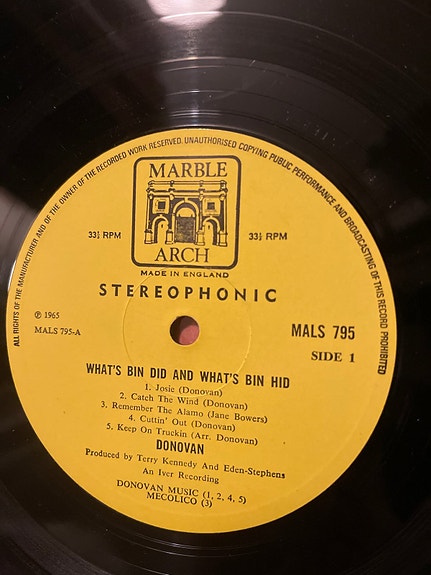 ALL RIGHTS OF THE MANUFACTURER AND OF THE OWNER OF THE RECORDED WORK RESERVED. UNAUTHORISED COPYING PUBLIC PERFORMANCE AND BROADCASTING OF THIS RECORD PROHIBITED
MARBLE
ARCH
33⅓ RPM
33⅓ RPM
MADE IN ENGLAND
STEREOPHONIC
℗ 1965
MALS 795-A
MALS 795
SIDE 1
WHAT'S BIN DID AND WHAT'S BIN HID
1. Josie (Donovan)
2. Catch The Wind (Donovan)
3. Remember The Alamo (Jane Bowers)
4. Cuttin' Out (Donovan)
5. Keep On Truckin (Arr. Donovan)
DONOVAN
Produced by Terry Kennedy And Eden-Stephens
An Iver Recording
DONOVAN MUSIC (1, 2, 4, 5)
MECOLICO (3)